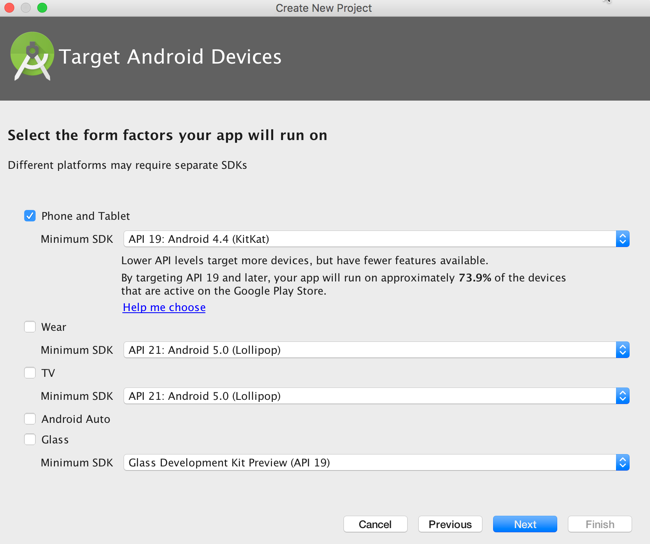 Create New Project
Target Android Devices
Select the form factors your app will run on
Different platforms may require separate SDKs
Phone and Tablet
Minimum SDK API 19: Android 4.4 (KitKat)
Lower API levels target more devices, but have fewer features available.
By targeting API 19 and later, your app will run on approximately 73.9% of the devices
that are active on the Google Play Store.
Help me choose
Wear
Minimum SDK API 21: Android 5.0 (Lollipop)
TV
Minimum SDK API 21: Android 5.0 (Lollipop)
Android Auto
Glass
Minimum SDK Glass Development Kit Preview (API 19)
Cancel Previous Next Finish